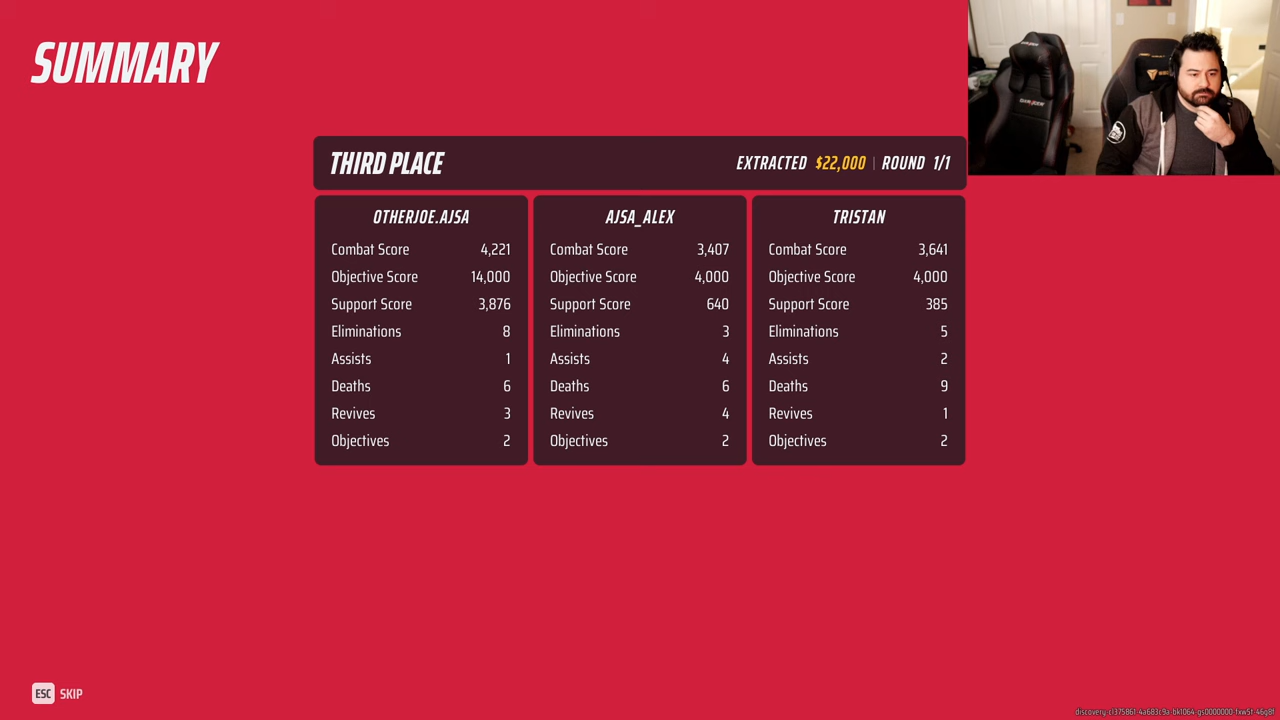 SUMMARY
THIRD PLACE EXTRACTED $22,000 | ROUND 1/1
OTHERJOE.AJSA
Combat Score 4,221
Objective Score 14,000
Support Score 3,876
Eliminations 8
Assists 1
Deaths 6
Revives 3
Objectives 2
AJSA_ALEX
Combat Score 3,407
Objective Score 4,000
Support Score 640
Eliminations 3
Assists 4
Deaths 6
Revives 4
Objectives 2
TRISTAN
Combat Score 3,641
Objective Score 4,000
Support Score 385
Eliminations 5
Assists 2
Deaths 9
Revives 1
Objectives 2
ESC SKIP